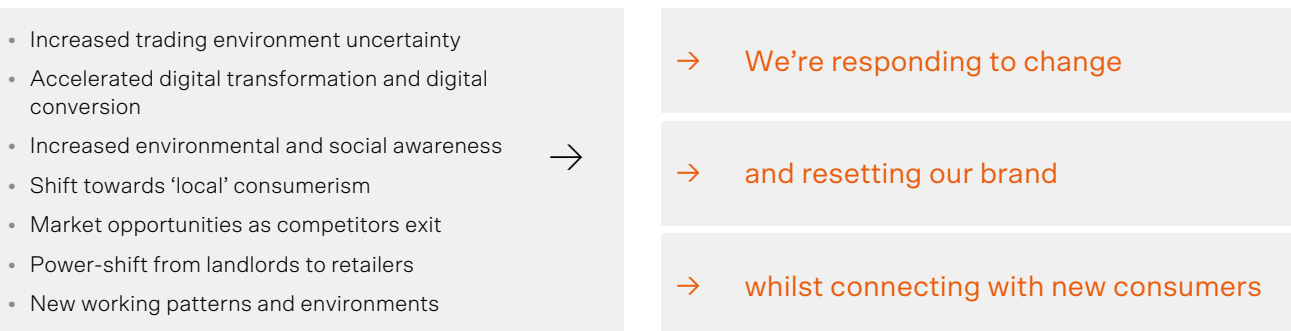 • Increased trading environment uncertainty
• Accelerated digital transformation and digital
conversion
• Increased environmental and social awareness
• Shift towards ‘local’ consumerism
• Market opportunities as competitors exit
• Power-shift from landlords to retailers
• New working patterns and environments
→
→ We’re responding to change
→ and resetting our brand
→ whilst connecting with new consumers